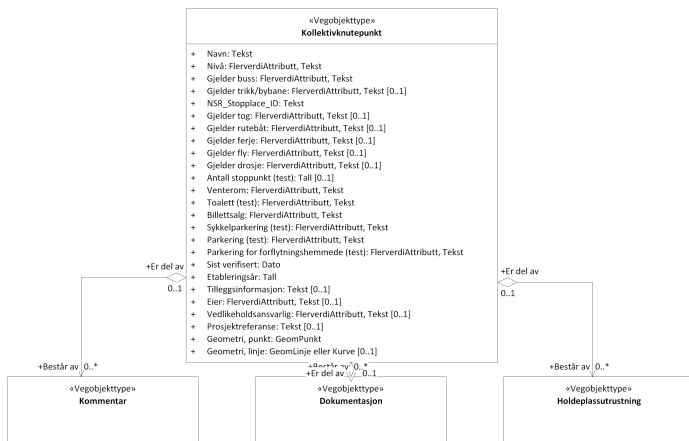 «Vegobjekttype»
Kollektivknutepunkt
+ Navn: Tekst
+ Nivå: FlerverdiAttributt, Tekst
+ Gjelder buss: FlerverdiAttributt, Tekst
+ Gjelder trikk/bybane: FlerverdiAttributt, Tekst [0..1]
+ NSR_Stopplace_ID: Tekst
+ Gjelder tog: FlerverdiAttributt, Tekst [0..1]
+ Gjelder rutebåt: FlerverdiAttributt, Tekst [0..1]
+ Gjelder ferje: FlerverdiAttributt, Tekst [0..1]
+ Gjelder fly: FlerverdiAttributt, Tekst [0..1]
+ Gjelder drosje: FlerverdiAttributt, Tekst [0..1]
+ Antall stoppunkt (test): Tall [0..1]
+ Venterom: FlerverdiAttributt, Tekst
+ Toalett (test): FlerverdiAttributt, Tekst
+ Billettsalg: FlerverdiAttributt, Tekst
+ Sykkelparkering (test): FlerverdiAttributt, Tekst
+ Parkering (test): FlerverdiAttributt, Tekst
+ Parkering for forflytningshemmede (test): FlerverdiAttributt, Tekst
+ Sist verifisert: Dato
+ Etableringsår: Tall
+ Tilleggsinformasjon: Tekst [0..1]
+ Eier: FlerverdiAttributt, Tekst [0..1]
+ Vedlikeholdsansvarlig: FlerverdiAttributt, Tekst [0..1]
+ Prosjektreferanse: Tekst [0..1]
+ Geometri, punkt: GeomPunkt
+ Geometri, linje: GeomLinje eller Kurve [0..1]
+Er del av
0..1
+Er del av
0..1
+Består av 0..*
+Består av 0..*
+Er del av 0..1
+Består av 0..*
«Vegobjekttype»
Kommentar
«Vegobjekttype»
Dokumentasjon
«Vegobjekttype»
Holdeplassutrustning